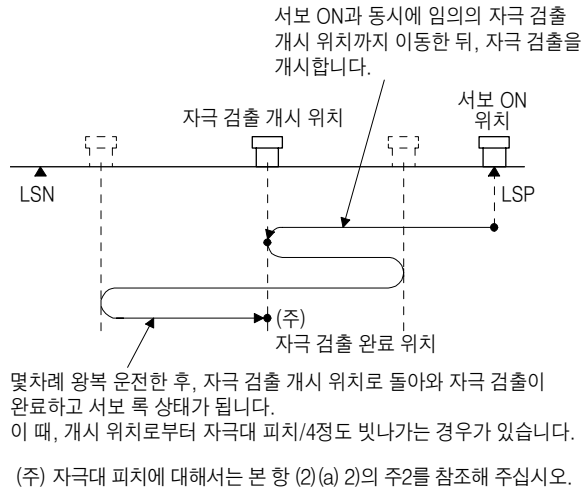 서보 ON과 동시에 임의의 자극 검출
개시 위치까지 이동한 뒤, 자극 검출을
개시합니다.
서보 ON
위치
자극 검출 개시 위치
LSN
LSP
(주)
자극 검출 완료 위치
몇차례 왕복 운전한 후, 자극 검출 개시 위치로 돌아와 자극 검출이
완료하고 서보 록 상태가 됩니다.
이 때, 개시 위치로부터 자극대 피치/4정도 빗나가는 경우가 있습니다.
(주) 자극대 피치에 대해서는 본 항 (2)(a) 2)의 주2를 참조해 주십시오.